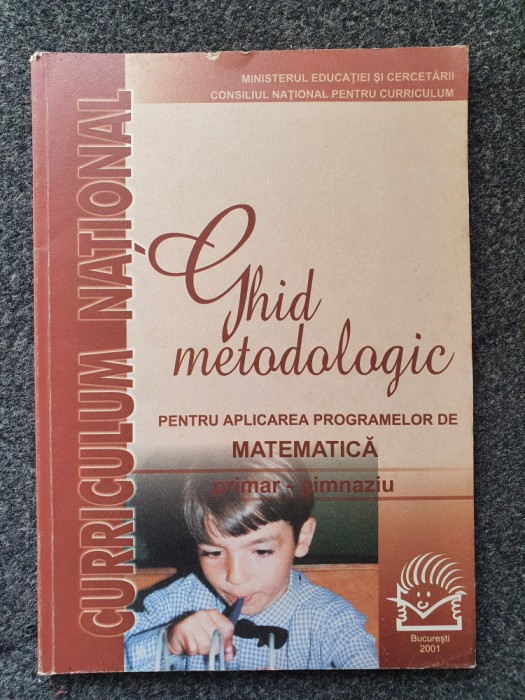 MINISTERUL EDUCAȚIEI ȘI CERCETĂRII
CONSILIUL NAȚIONAL PENTRU CURRICULUM
CURRICULUM NAȚIONAL
Ghid
metodologic
PENTRU APLICAREA PROGRAMELOR DE
MATEMATICĂ
primar - gimnaziu
București
2001